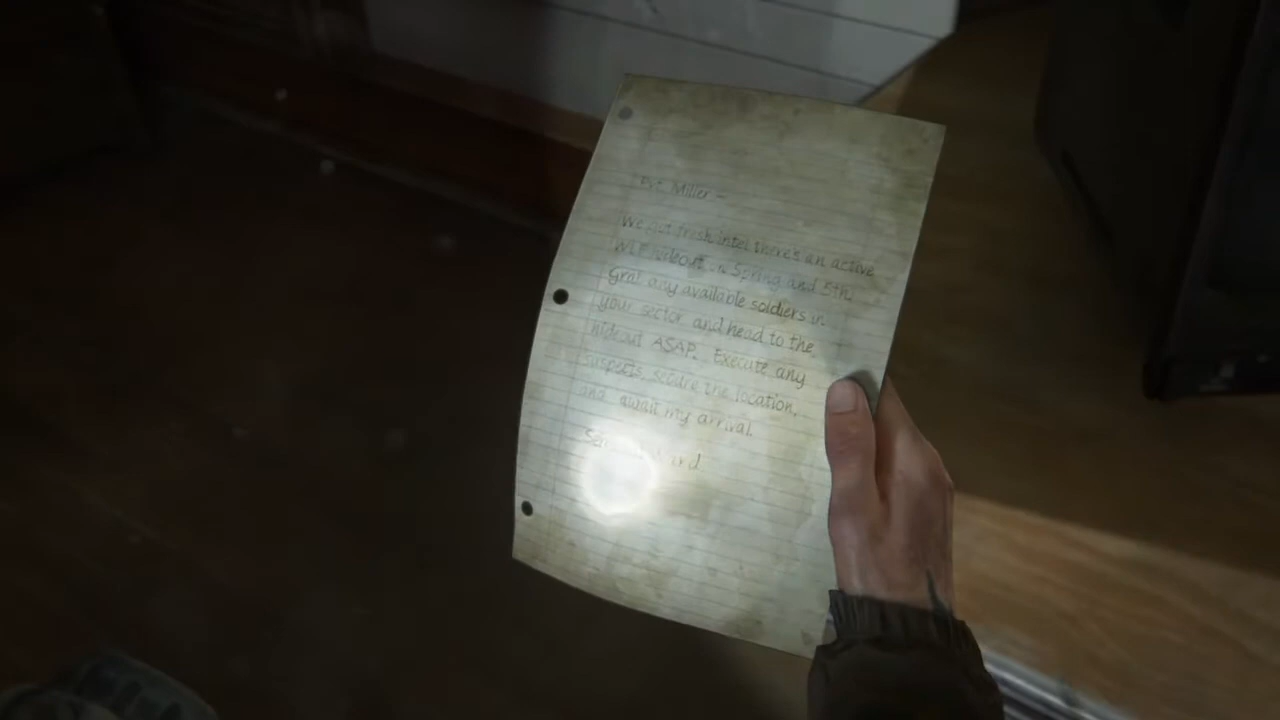 Pvt Miller -
We got fresh intel there's an active
WLF hideout in Spring and 5th.
Grab any available soldiers in
your sector and head to the
hideout ASAP. Execute any
suspects, secure the location,
and await my arrival.